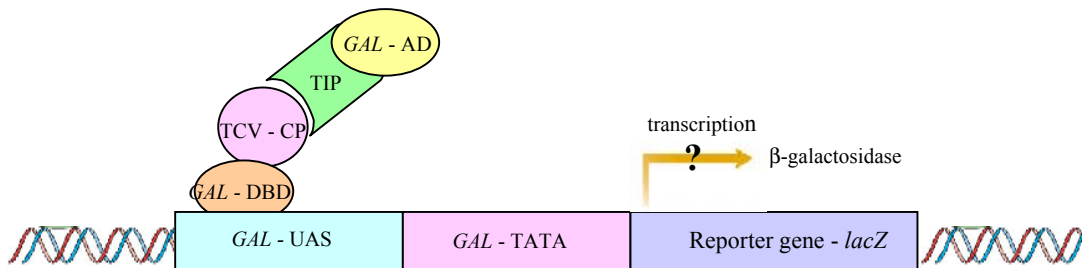 GAL - AD
TIP
TCV - CP
transcription
?
β-galactosidase
GAL - DBD
GAL - UAS
GAL - TATA
Reporter gene - lacZ